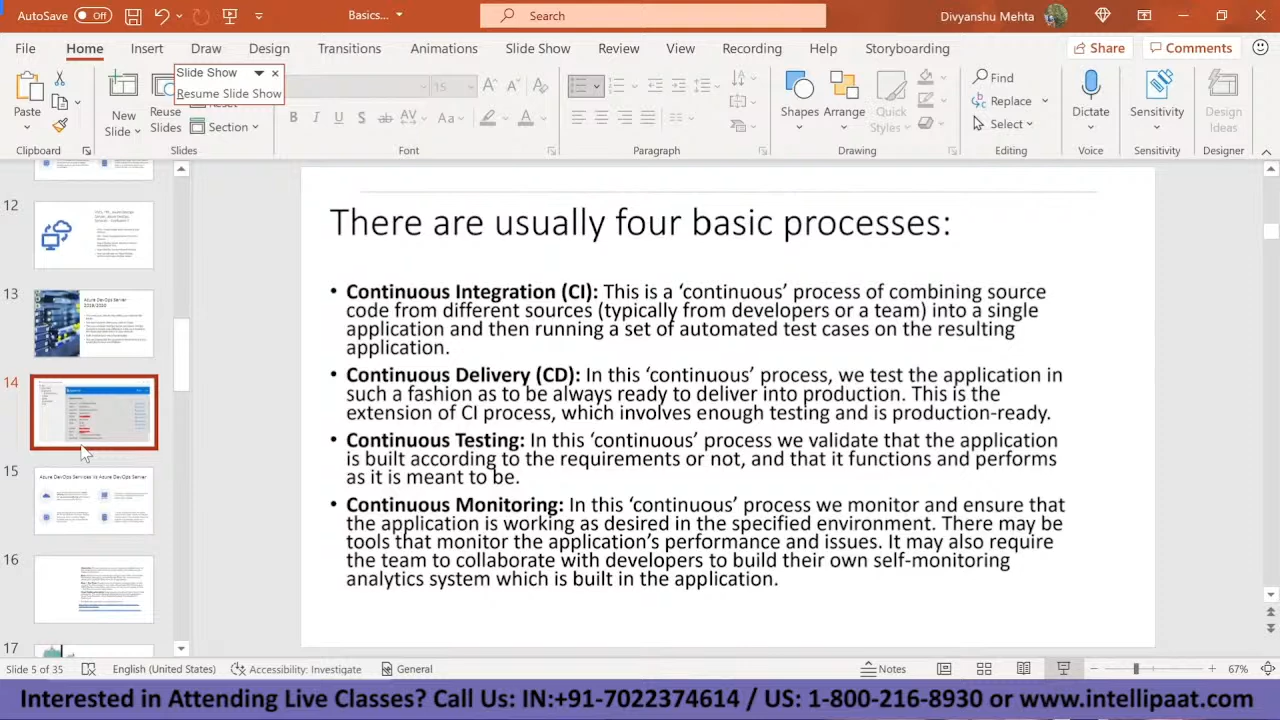 AutoSave Off Basics... Search Divyanshu Mehta
File Home Insert Draw Design Transitions Animations Slide Show Review View Recording Help Storyboarding Share Comments
Slide Show
Resume Slide Show
Paste
New Slide
Reuse Slides
Reset
Section
Shapes
Arrange
Quick Styles
Find
Replace
Select
Dictate
Sensitivity
Design Ideas
Clipboard Slides Font Paragraph Drawing Editing Voice Sensitivity Designer
12
13
Azure DevOps Server -
14
15
Azure DevOps Services Vs Azure DevOps Server
16
17
There are usually four basic processes:
• Continuous Integration (CI): This is a ‘continuous’ process of combining source
code from different sources (typically from developers or a team) into a single
application and then running a set of automated test cases on the resulting
application.
• Continuous Delivery (CD): In this ‘continuous’ process, we test the application in
such a fashion as to be always ready to deliver into production. This is the
extension of CI process, which involves enough testing and is production-ready.
• Continuous Testing: In this ‘continuous’ process we validate that the application
is built according to the requirements or not, and that it functions and performs
as it is meant to be.
• Continuous Monitoring: In this ‘continuous’ process we monitor and ensure that
the application is working as desired in the specified environment. There may be
tools that monitor the application’s performance and issues. It may also require
the team to collaborate with developers to build their own self-monitoring
analytics system which is built in the application.
Slide 5 of 35 English (United States) Accessibility: Investigate General Notes 67%
Interested in Attending Live Classes? Call Us: IN:+91-7022374614 / US: 1-800-216-8930 or www.intellipaat.com